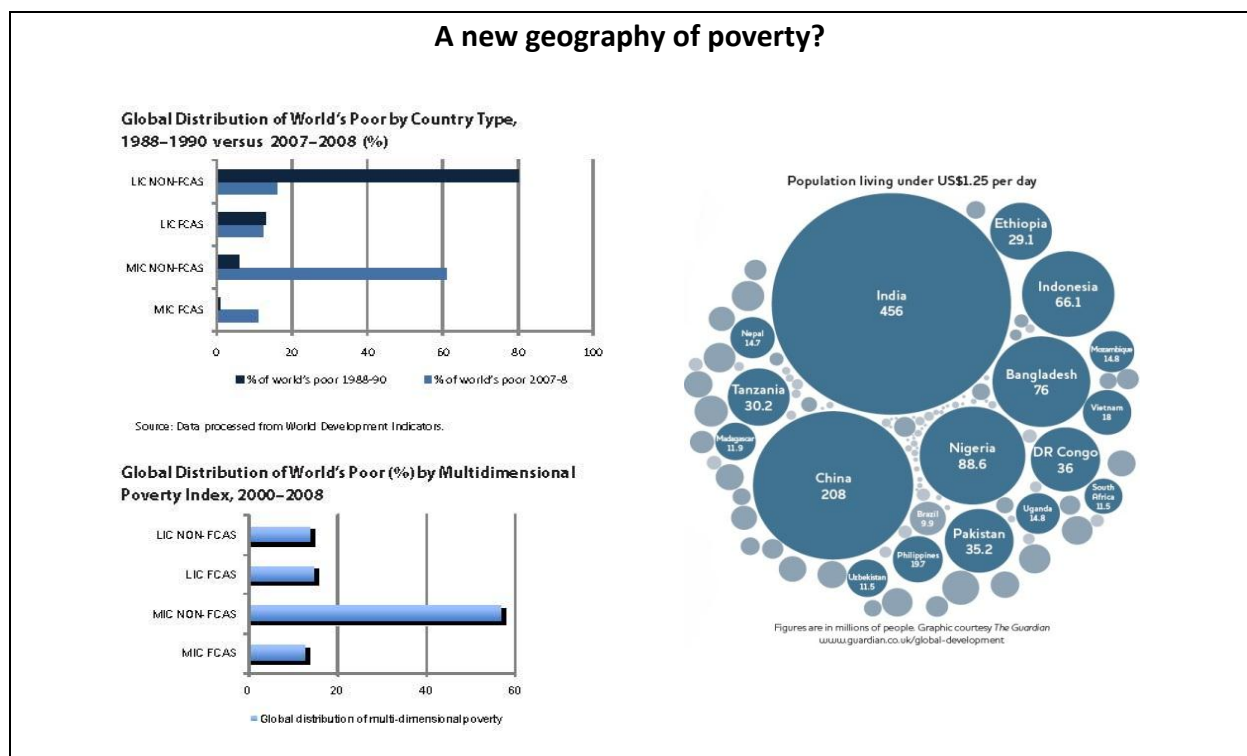 A new geography of poverty?
Global Distribution of World's Poor by Country Type,
1988–1990 versus 2007–2008 (%)
LIC NON-FCAS
LIC FCAS
MIC NON-FCAS
MIC FCAS
0 20 40 60 80 100
% of world's poor 1988-90 % of world's poor 2007-8
Source: Data processed from World Development Indicators.
Global Distribution of World's Poor (%) by Multidimensional
Poverty Index, 2000–2008
LIC NON-FCAS
LIC FCAS
MIC NON-FCAS
MIC FCAS
0 20 40 60
Global distribution of multi-dimensional poverty
Population living under US$1.25 per day
Ethiopia
29.1
India
456
Indonesia
66.1
Nepal
14.7
Mozambique
14.8
Bangladesh
76
Tanzania
30.2
Vietnam
18
Madagascar
11.9
Nigeria
88.6
DR Congo
36
China
208
South
Africa
11.5
Brazil
9.9
Uganda
14.8
Pakistan
35.2
Philippines
19.7
Uzbekistan
11.5
Figures are in millions of people. Graphic courtesy The Guardian
www.guardian.co.uk/global-development